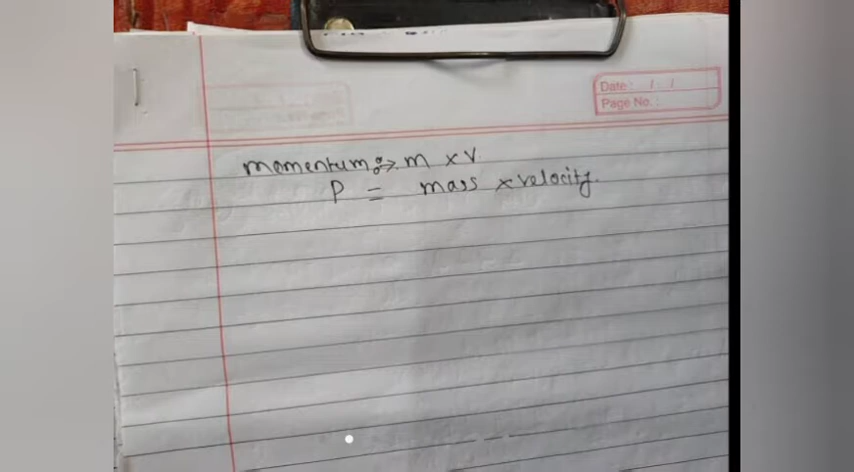 Date : / /
Page No. :
momentum :-> m x v.
P = mass x velocity.